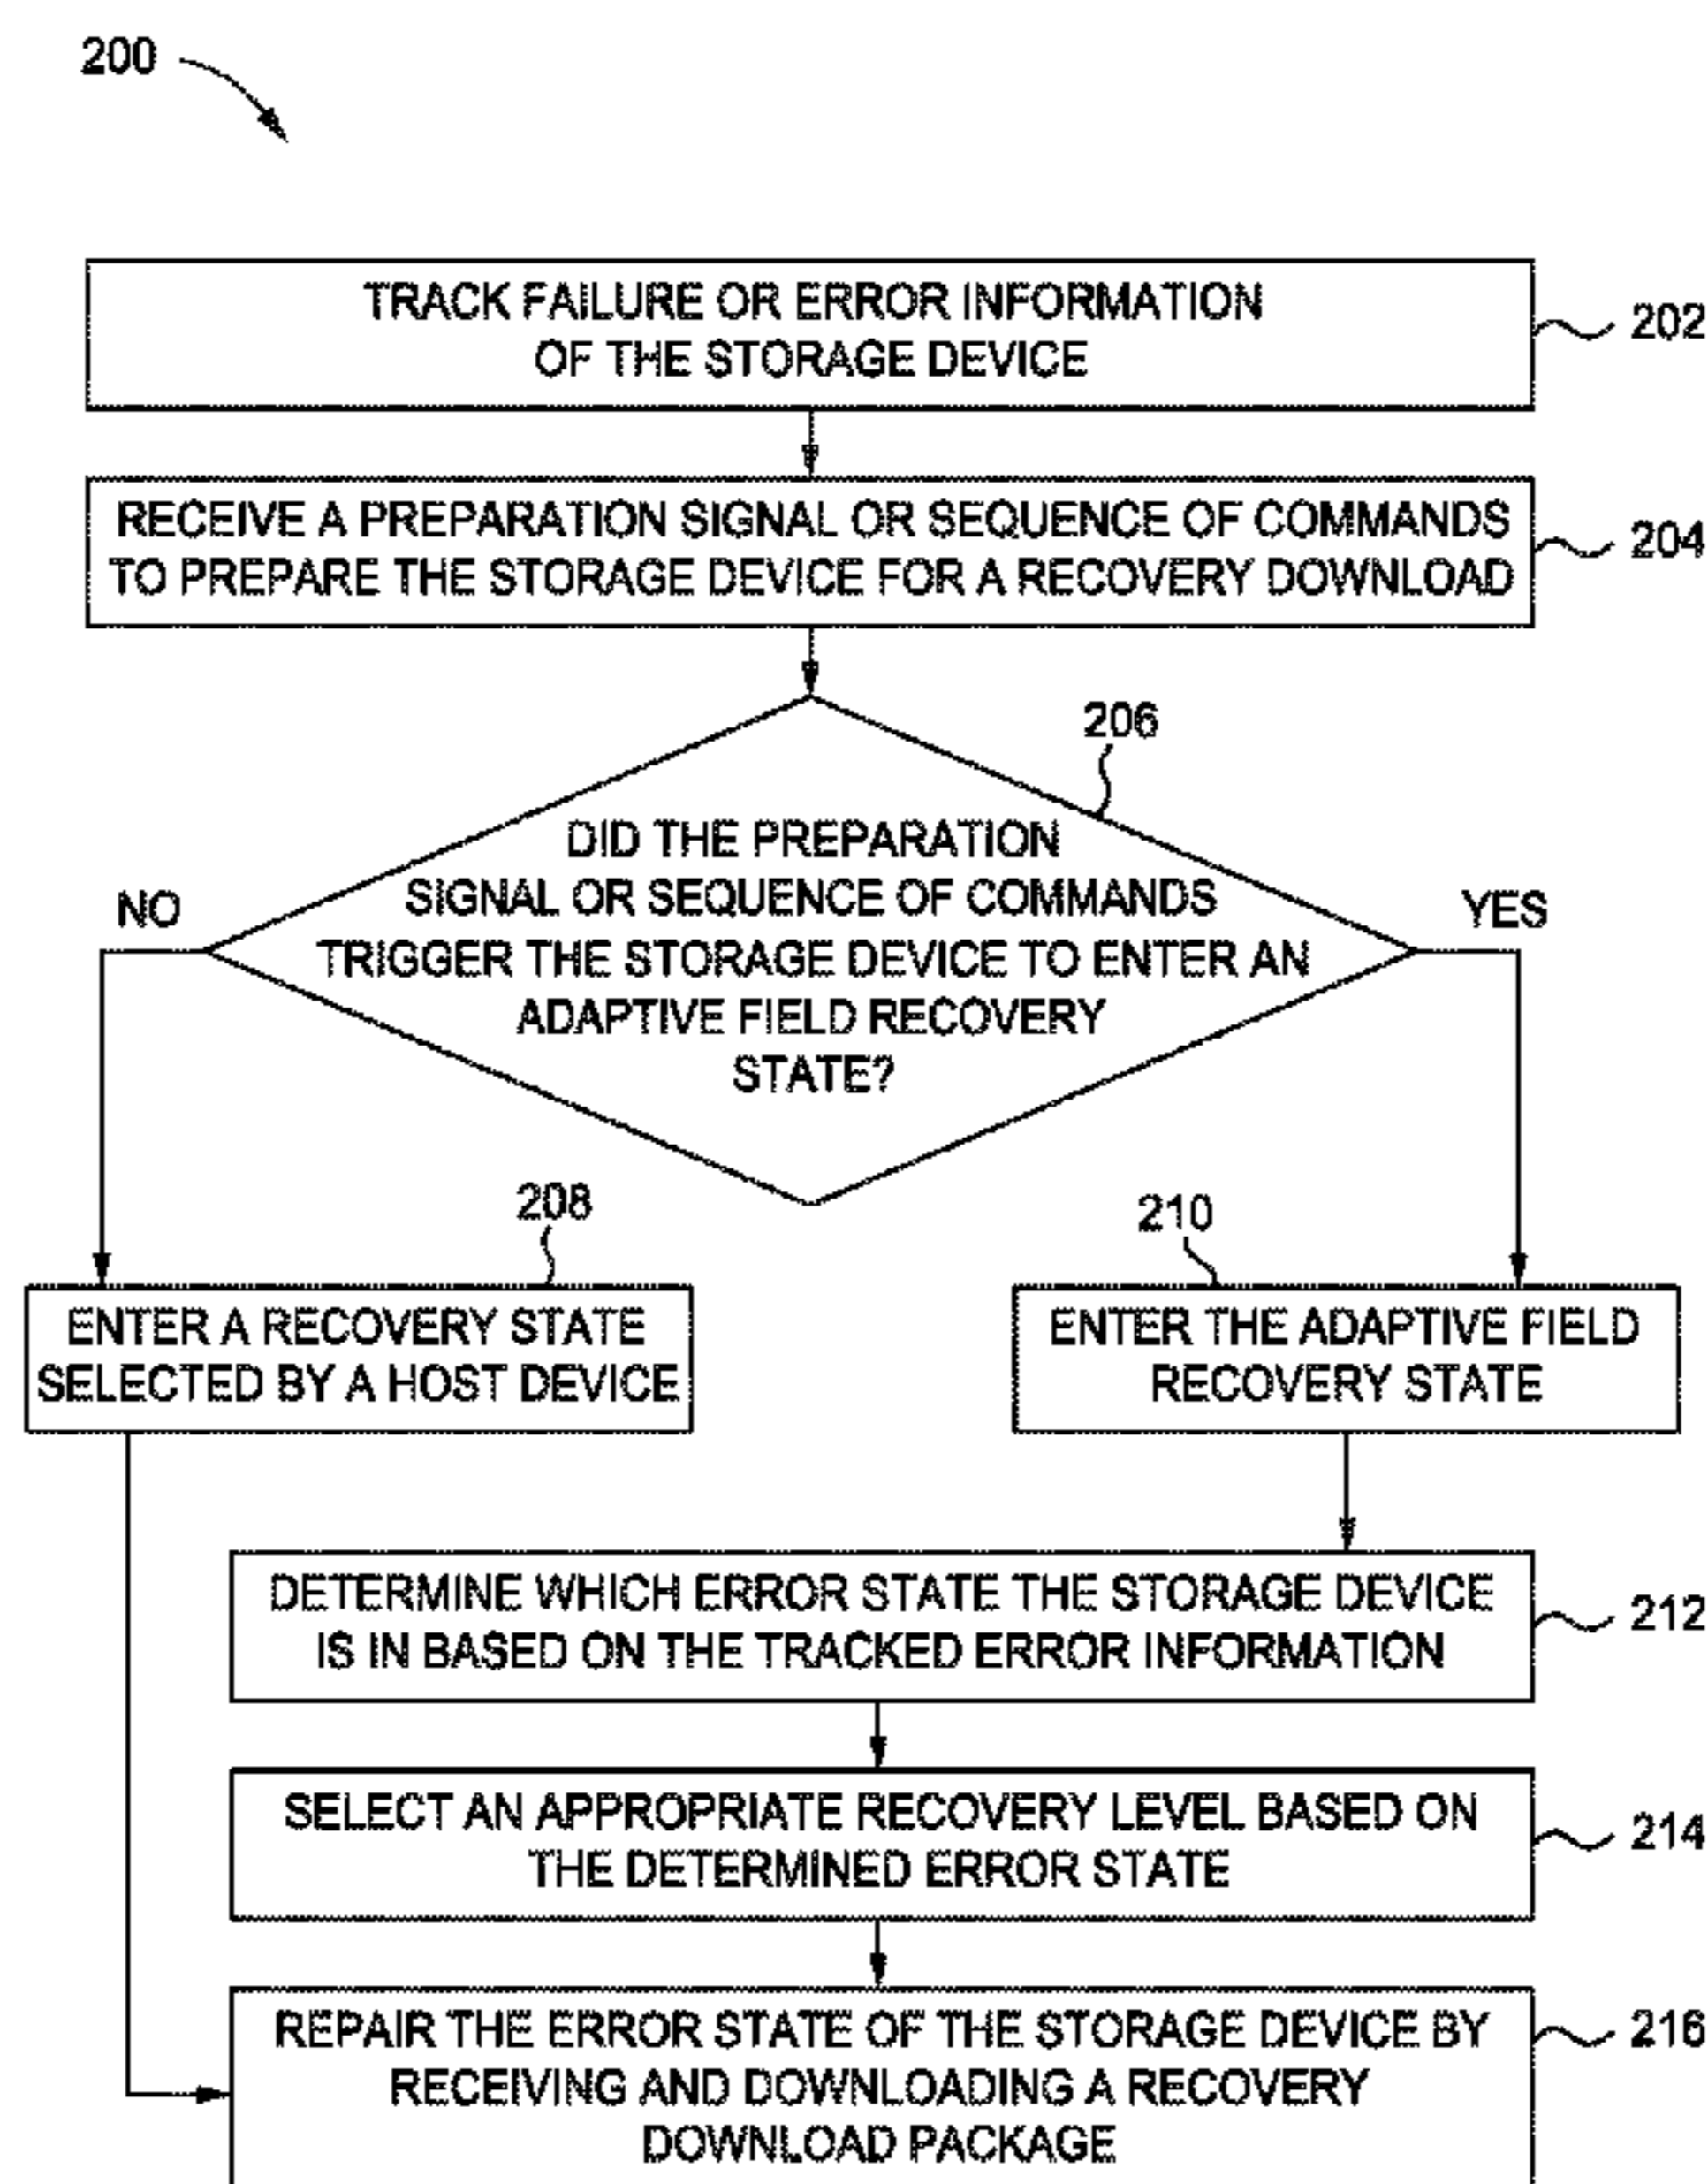 200
TRACK FAILURE OR ERROR INFORMATION
OF THE STORAGE DEVICE
202
RECEIVE A PREPARATION SIGNAL OR SEQUENCE OF COMMANDS
TO PREPARE THE STORAGE DEVICE FOR A RECOVERY DOWNLOAD
204
206
DID THE PREPARATION
SIGNAL OR SEQUENCE OF COMMANDS
TRIGGER THE STORAGE DEVICE TO ENTER AN
ADAPTIVE FIELD RECOVERY
STATE?
NO
YES
208
ENTER A RECOVERY STATE
SELECTED BY A HOST DEVICE
210
ENTER THE ADAPTIVE FIELD
RECOVERY STATE
DETERMINE WHICH ERROR STATE THE STORAGE DEVICE
IS IN BASED ON THE TRACKED ERROR INFORMATION
212
SELECT AN APPROPRIATE RECOVERY LEVEL BASED ON
THE DETERMINED ERROR STATE
214
REPAIR THE ERROR STATE OF THE STORAGE DEVICE BY
RECEIVING AND DOWNLOADING A RECOVERY
DOWNLOAD PACKAGE
216